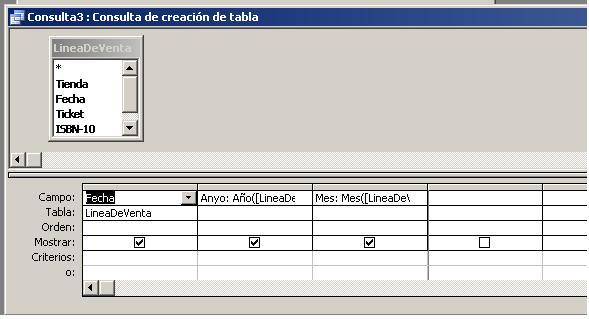 Consulta3 : Consulta de creación de tabla
LineaDeVenta
*
Tienda
Fecha
Ticket
ISBN-10
Campo: Fecha Anyo: Año([LineaDe Mes: Mes([LineaDe\
Tabla: LineaDeVenta
Orden:
Mostrar:
Criterios:
o: